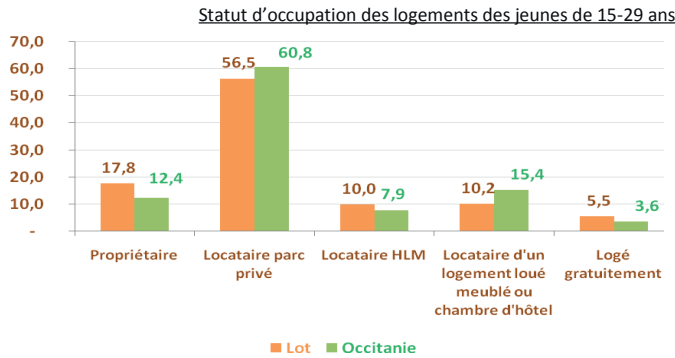 Statut d’occupation des logements des jeunes de 15-29 ans
70,0
60,0
50,0
40,0
30,0
20,0
10,0
-
17,8
12,4
56,5
60,8
10,0
7,9
10,2
15,4
5,5
3,6
Propriétaire
Locataire parc
privé
Locataire HLM
Locataire d'un
logement loué
meublé ou
chambre d'hôtel
Logé
gratuitement
Lot
Occitanie